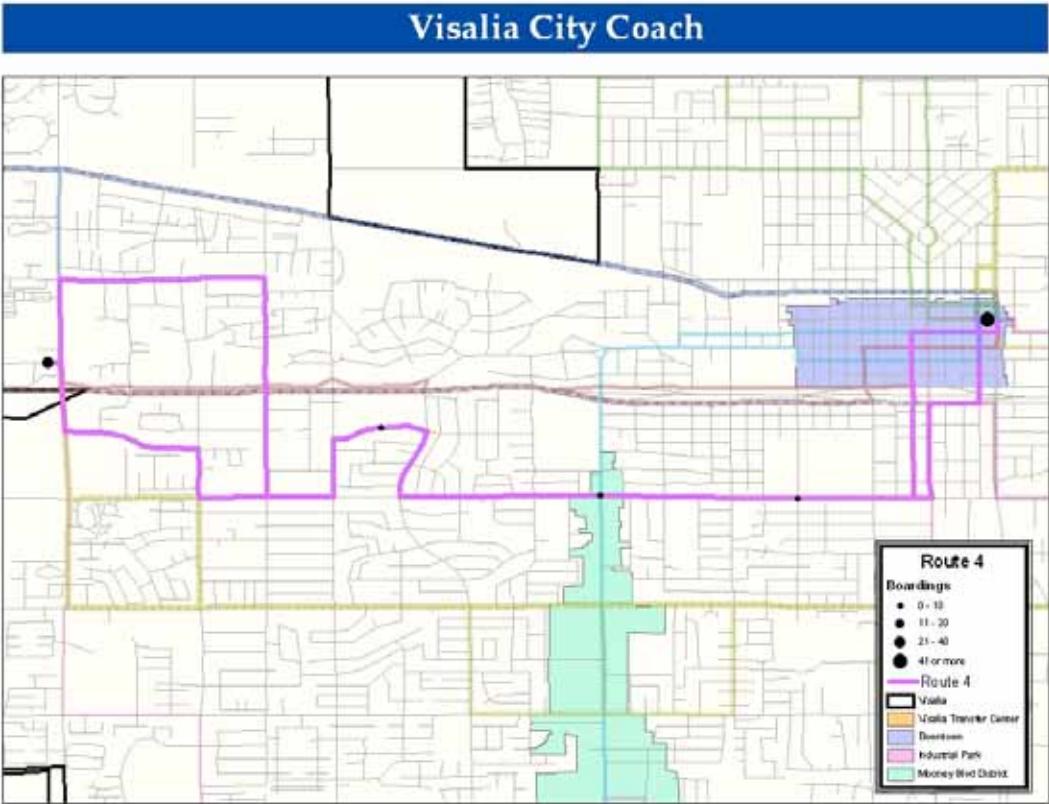 Visalia City Coach
Route 4
Boardings
0 - 10
11 - 20
21 - 40
41 or more
Route 4
Visalia
Visalia Transfer Center
Downtown
Industrial Park
Mooney Blvd District